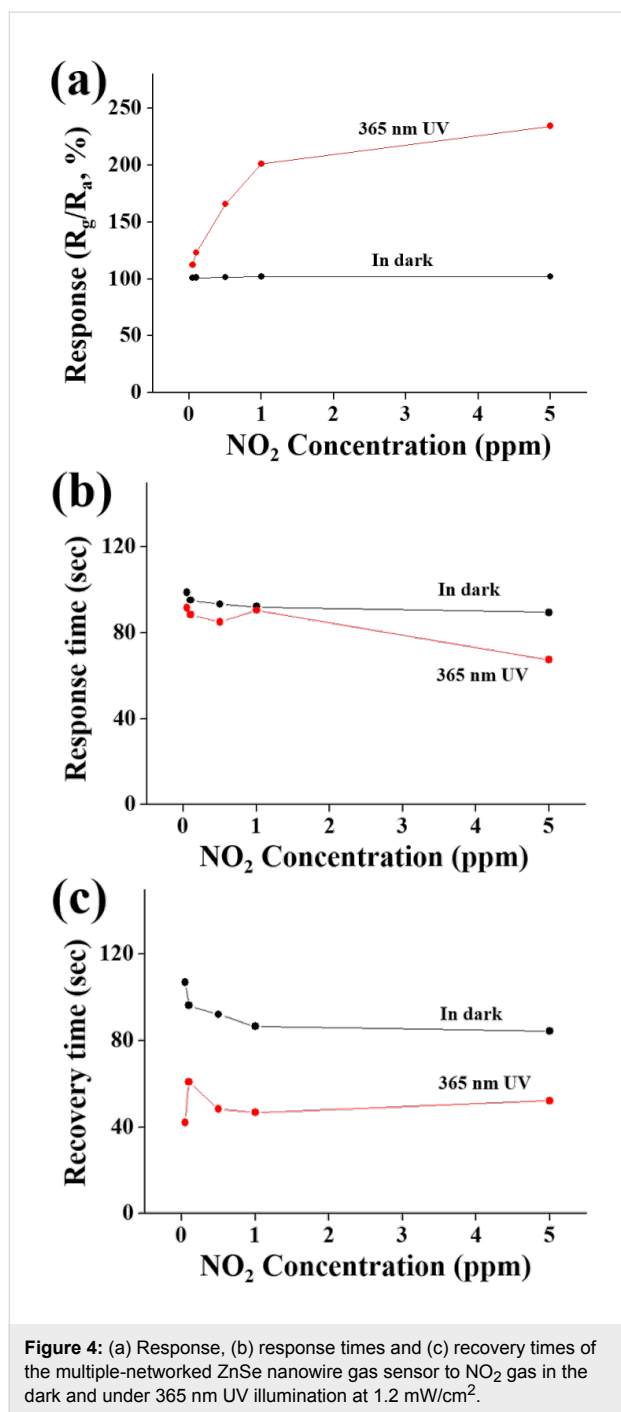 (a)
250
200
150
100
50
0
Response (Rg/Ra, %)
365 nm UV
In dark
0 1 2 3 4 5
NO2 Concentration (ppm)
(b)
120
80
40
0
Response time (sec)
In dark
365 nm UV
0 1 2 3 4 5
NO2 Concentration (ppm)
(c)
120
80
40
0
Recovery time (sec)
In dark
365 nm UV
0 1 2 3 4 5
NO2 Concentration (ppm)
Figure 4: (a) Response, (b) response times and (c) recovery times of
the multiple-networked ZnSe nanowire gas sensor to NO2 gas in the
dark and under 365 nm UV illumination at 1.2 mW/cm2.